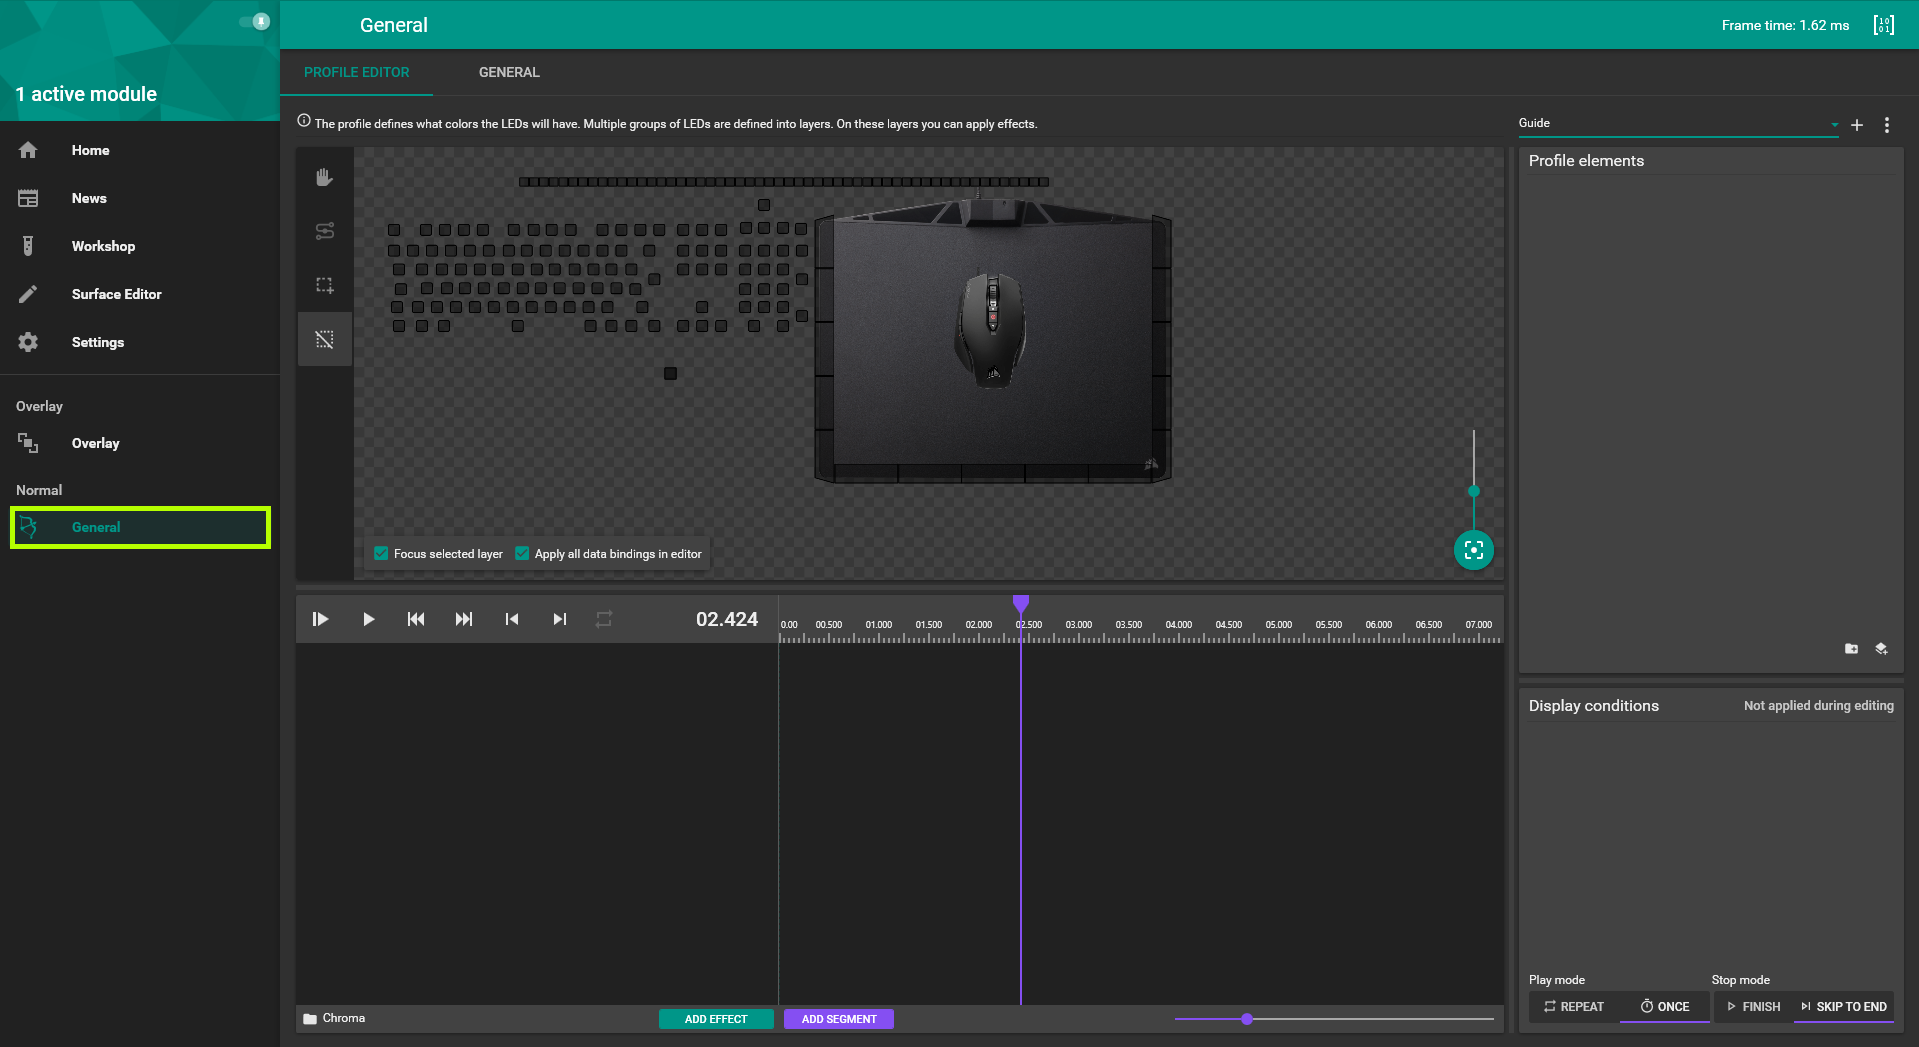 General
Frame time: 1.62 ms
1 active module
Home
News
Workshop
Surface Editor
Settings
Overlay
Overlay
Normal
General
PROFILE EDITOR
GENERAL
The profile defines what colors the LEDs will have. Multiple groups of LEDs are defined into layers. On these layers you can apply effects.
Focus selected layer
Apply all data bindings in editor
02.424
0.00 00.500 01.000 01.500 02.000 02.500 03.000 03.500 04.000 04.500 05.000 05.500 06.000 06.500 07.000
Chroma
ADD EFFECT
ADD SEGMENT
Guide
Profile elements
Display conditions
Not applied during editing
Play mode
Stop mode
REPEAT
ONCE
FINISH
SKIP TO END